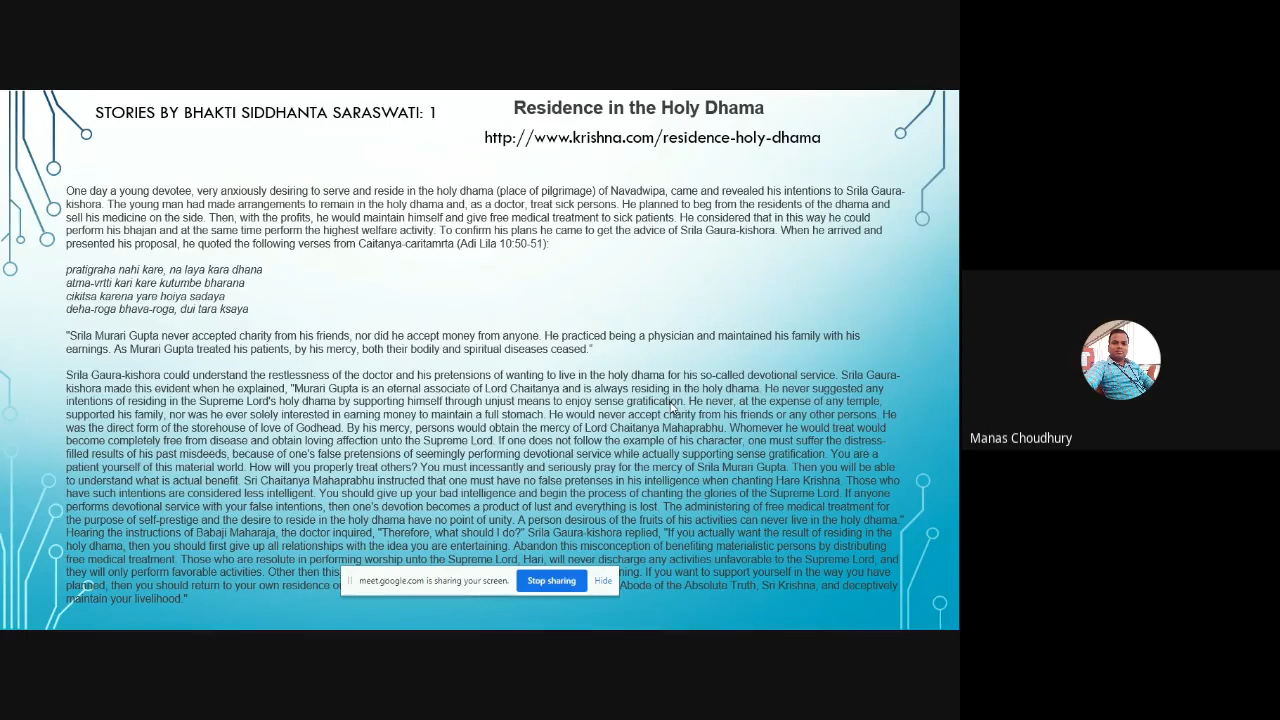 STORIES BY BHAKTI SIDDHANTA SARASWATI: 1
Residence in the Holy Dhama
http://www.krishna.com/residence-holy-dhama
One day a young devotee, very anxiously desiring to serve and reside in the holy dhama (place of pilgrimage) of Navadwipa, came and revealed his intentions to Srila Gaura-
kishora. The young man had made arrangements to remain in the holy dhama and, as a doctor, treat sick persons. He planned to beg from the residents of the dhama and
sell his medicine on the side. Then, with the profits, he would maintain himself and give free medical treatment to sick patients. He considered that in this way he could
perform his bhajan and at the same time perform the highest welfare activity. To confirm his plans he came to get the advice of Srila Gaura-kishora. When he arrived and
presented his proposal, he quoted the following verses from Caitanya-caritamrta (Adi Lila 10:50-51):
pratigraha nahi kare, na laya kara dhana
atma-vrtti kari kare kutumbe bharana
cikitsa karena yare hoiya sadaya
deha-roga bhava-roga, dui tara ksaya
"Srila Murari Gupta never accepted charity from his friends, nor did he accept money from anyone. He practiced being a physician and maintained his family with his
earnings. As Murari Gupta treated his patients, by his mercy, both their bodily and spiritual diseases ceased."
Srila Gaura-kishora could understand the restlessness of the doctor and his pretensions of wanting to live in the holy dhama for his so-called devotional service. Srila Gaura-
kishora made this evident when he explained, "Murari Gupta is an eternal associate of Lord Chaitanya and is always residing in the holy dhama. He never suggested any
intentions of residing in the Supreme Lord's holy dhama by supporting himself through unjust means to enjoy sense gratification. He never, at the expense of any temple,
supported his family, nor was he ever solely interested in earning money to maintain a full stomach. He would never accept charity from his friends or any other persons. He
was the direct form of the storehouse of love of Godhead. By his mercy, persons would obtain the mercy of Lord Chaitanya Mahaprabhu. Whomever he would treat would
become completely free from disease and obtain loving affection unto the Supreme Lord. If one does not follow the example of his character, one must suffer the distress-
filled results of his past misdeeds, because of one's false pretensions of seemingly performing devotional service while actually supporting sense gratification. You are a
patient yourself of this material world. How will you properly treat others? You must incessantly and seriously pray for the mercy of Srila Murari Gupta. Then you will be able
to understand what is actual benefit. Sri Chaitanya Mahaprabhu instructed that one must have no false pretenses in his intelligence when chanting Hare Krishna. Those who
have such intentions are considered less intelligent. You should give up your bad intelligence and begin the process of chanting the glories of the Supreme Lord. If anyone
performs devotional service with your false intentions, then one's devotion becomes a product of lust and everything is lost. The administering of free medical treatment for
the purpose of self-prestige and the desire to reside in the holy dhama have no point of unity. A person desirous of the fruits of his activities can never live in the holy dhama."
Hearing the instructions of Babaji Maharaja, the doctor inquired, "Therefore, what should I do?" Srila Gaura-kishora replied, "If you actually want the result of residing in the
holy dhama, then you should first give up all relationships with the idea you are entertaining. Abandon this misconception of benefiting materialistic persons by distributing
free medical treatment. Those who are resolute in performing worship unto the Supreme Lord, Hari, will never discharge any activities unfavorable to the Supreme Lord, and
they will only perform favorable activities. Other then this ning. If you want to support yourself in the way you have
planned, then you should return to your own residence o Abode of the Absolute Truth, Sri Krishna, and deceptively
maintain your livelihood."
meet.google.com is sharing your screen. Stop sharing Hide
Manas Choudhury